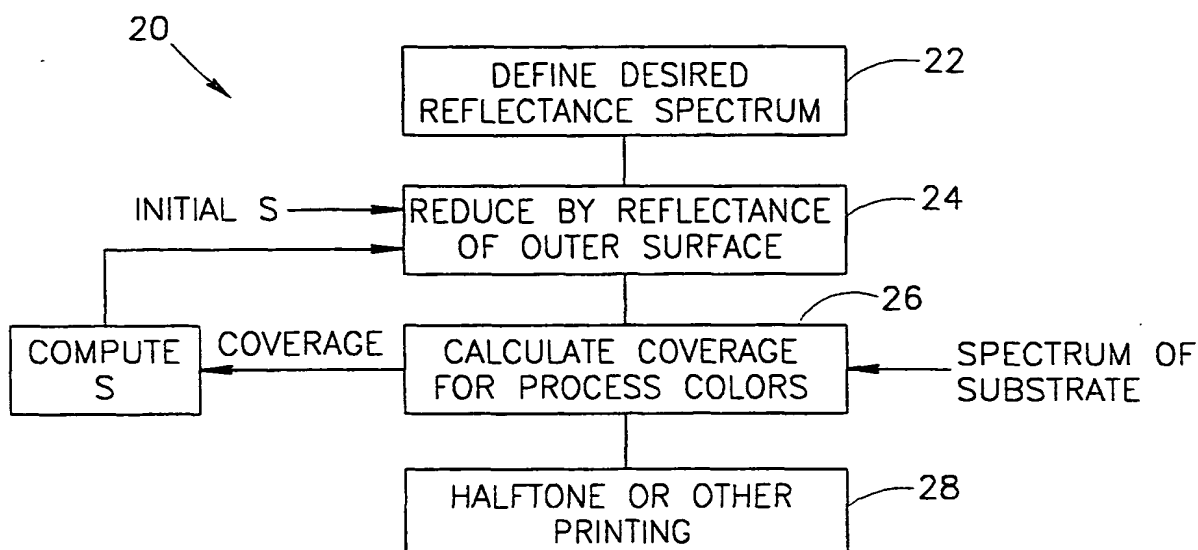 20
DEFINE DESIRED
REFLECTANCE SPECTRUM
22
INITIAL S
REDUCE BY REFLECTANCE
OF OUTER SURFACE
24
COMPUTE
S
COVERAGE
CALCULATE COVERAGE
FOR PROCESS COLORS
26
SPECTRUM OF
SUBSTRATE
HALFTONE OR OTHER
PRINTING
28